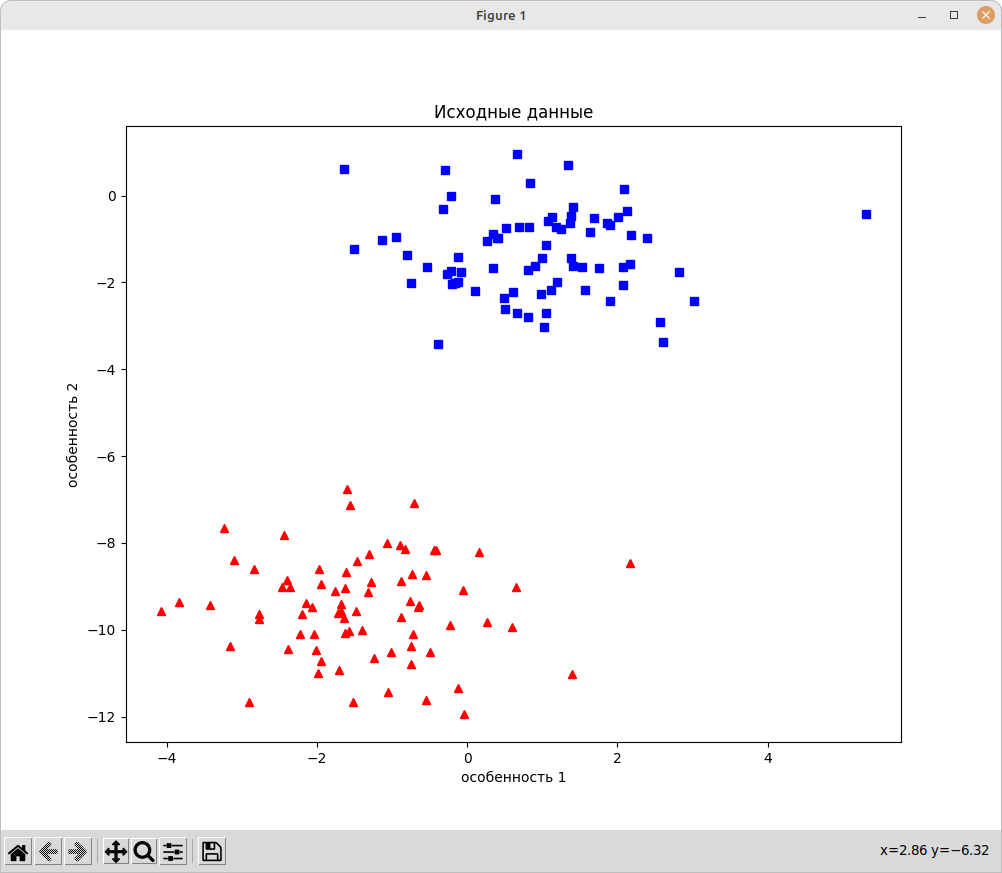 Figure 1
Исходные данные
0
−2
−4
−6
−8
−10
−12
особенность 2
−4 −2 0 2 4
особенность 1
x=2.86 y=−6.32